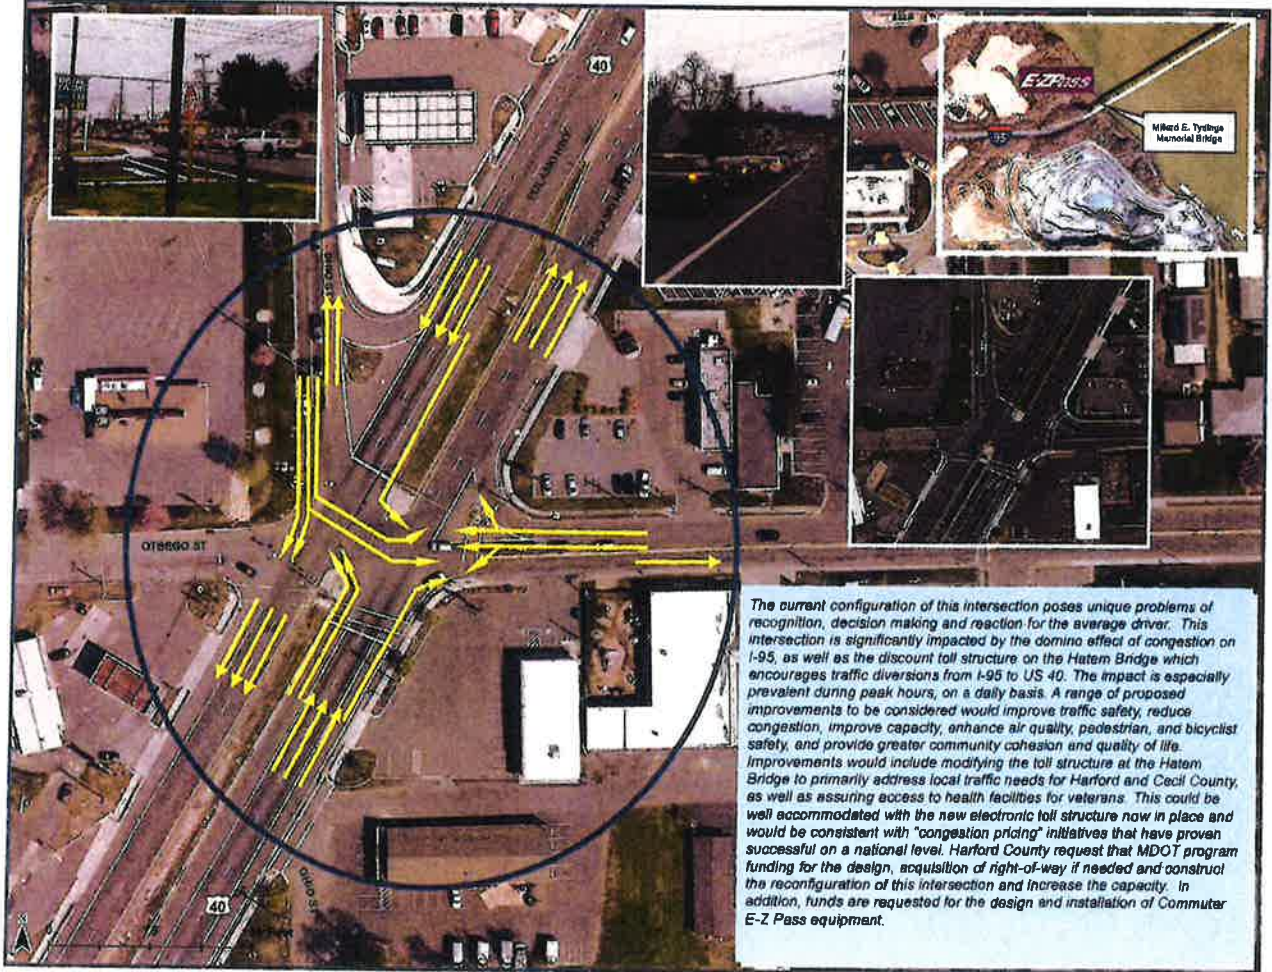 40
PULASKI HWY
E-ZPass
95
Millard E. Tydings
Memorial Bridge
OTSEGO ST
OHIO ST
40
The current configuration of this intersection poses unique problems of
recognition, decision making and reaction for the average driver. This
intersection is significantly impacted by the domino effect of congestion on
I-95, as well as the discount toll structure on the Hatem Bridge which
encourages traffic diversions from I-95 to US 40. The impact is especially
prevalent during peak hours, on a daily basis. A range of proposed
improvements to be considered would improve traffic safety, reduce
congestion, improve capacity, enhance air quality, pedestrian, and bicyclist
safety, and provide greater community cohesion and quality of life.
Improvements would include modifying the toll structure at the Hatem
Bridge to primarily address local traffic needs for Harford and Cecil County,
as well as assuring access to health facilities for veterans. This could be
well accommodated with the new electronic toll structure now in place and
would be consistent with "congestion pricing" initiatives that have proven
successful on a national level. Harford County request that MDOT program
funding for the design, acquisition of right-of-way if needed and construct
the reconfiguration of this intersection and increase the capacity. In
addition, funds are requested for the design and installation of Commuter
E-Z Pass equipment.